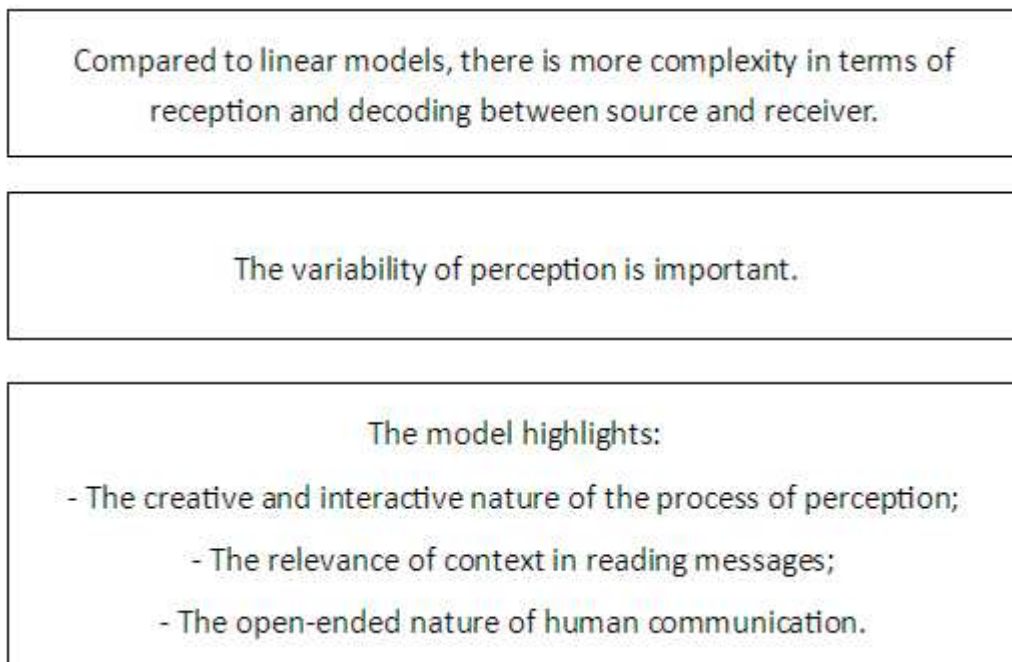 Compared to linear models, there is more complexity in terms of
reception and decoding between source and receiver.
The variability of perception is important.
The model highlights:
- The creative and interactive nature of the process of perception;
- The relevance of context in reading messages;
- The open-ended nature of human communication.